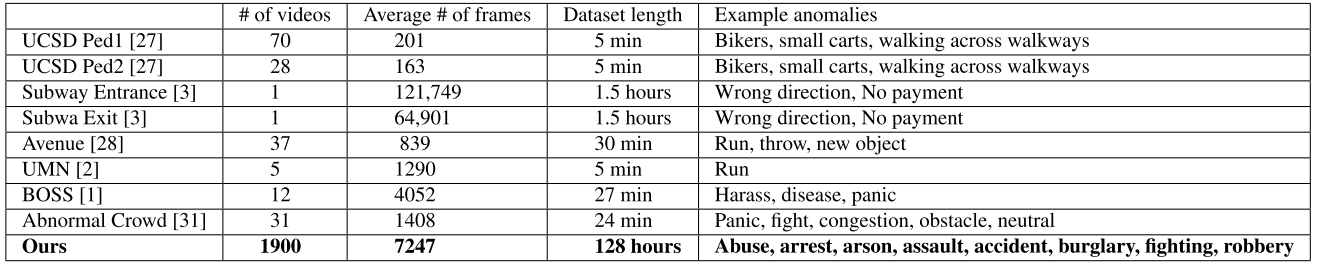 # of videos Average # of frames Dataset length Example anomalies
UCSD Ped1 [27] 70 201 5 min Bikers, small carts, walking across walkways
UCSD Ped2 [27] 28 163 5 min Bikers, small carts, walking across walkways
Subway Entrance [3] 1 121,749 1.5 hours Wrong direction, No payment
Subwa Exit [3] 1 64,901 1.5 hours Wrong direction, No payment
Avenue [28] 37 839 30 min Run, throw, new object
UMN [2] 5 1290 5 min Run
BOSS [1] 12 4052 27 min Harass, disease, panic
Abnormal Crowd [31] 31 1408 24 min Panic, fight, congestion, obstacle, neutral
Ours 1900 7247 128 hours Abuse, arrest, arson, assault, accident, burglary, fighting, robbery